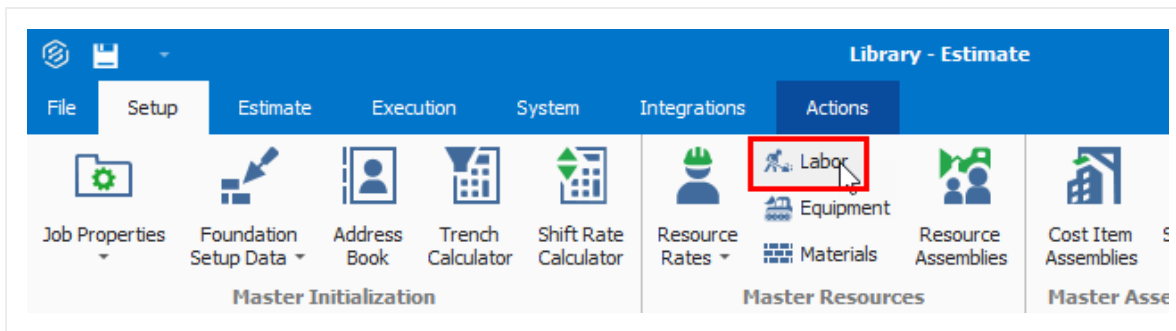 Library - Estimate
File Setup Estimate Execution System Integrations Actions
Labor
Equipment
Materials
Job Properties
Foundation
Setup Data
Address
Book
Trench
Calculator
Shift Rate
Calculator
Resource
Rates
Resource
Assemblies
Cost Item
Assemblies
Master Initialization
Master Resources
Master Asse